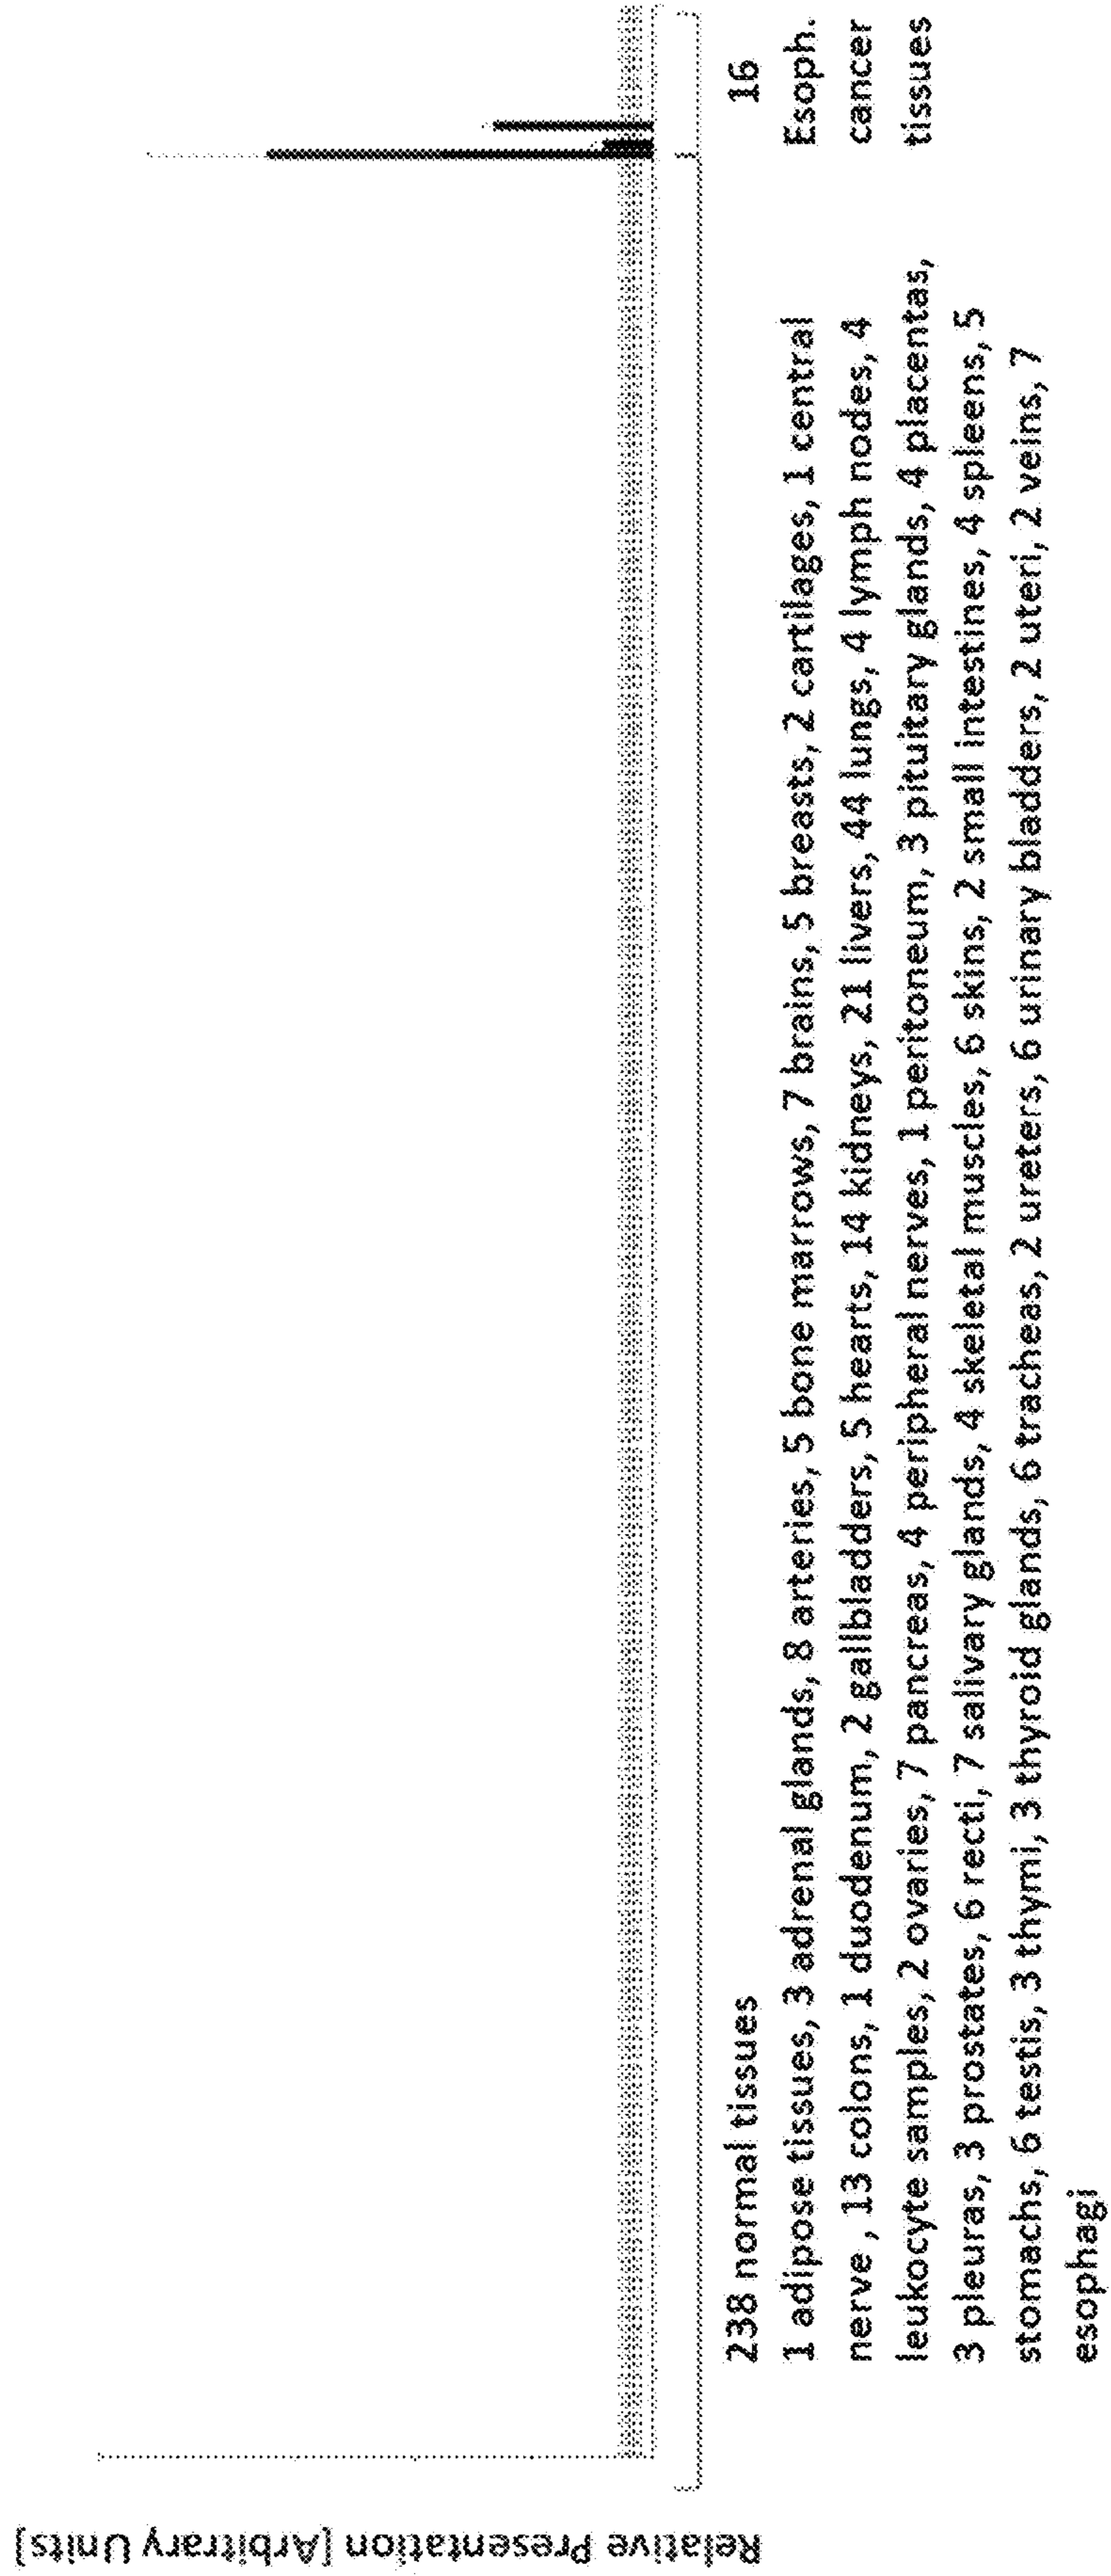 Relative Presentation [Arbitrary Units]
238 normal tissues
1 adipose tissues, 3 adrenal glands, 8 arteries, 5 bone marrows, 7 brains, 5 breasts, 2 cartilages, 1 central
nerve , 13 colons, 1 duodenum, 2 gallbladders, 5 hearts, 14 kidneys, 21 livers, 44 lungs, 4 lymph nodes, 4
leukocyte samples, 2 ovaries, 7 pancreas, 4 peripheral nerves, 1 peritoneum, 3 pituitary glands, 4 placentas,
3 pleuras, 3 prostates, 6 recti, 7 salivary glands, 4 skeletal muscles, 6 skins, 2 small intestines, 4 spleens, 5
stomachs, 6 testis, 3 thymi, 3 thyroid glands, 6 tracheas, 2 ureters, 6 urinary bladders, 2 uteri, 2 veins, 7
esophagi
16
Esoph.
cancer
tissues